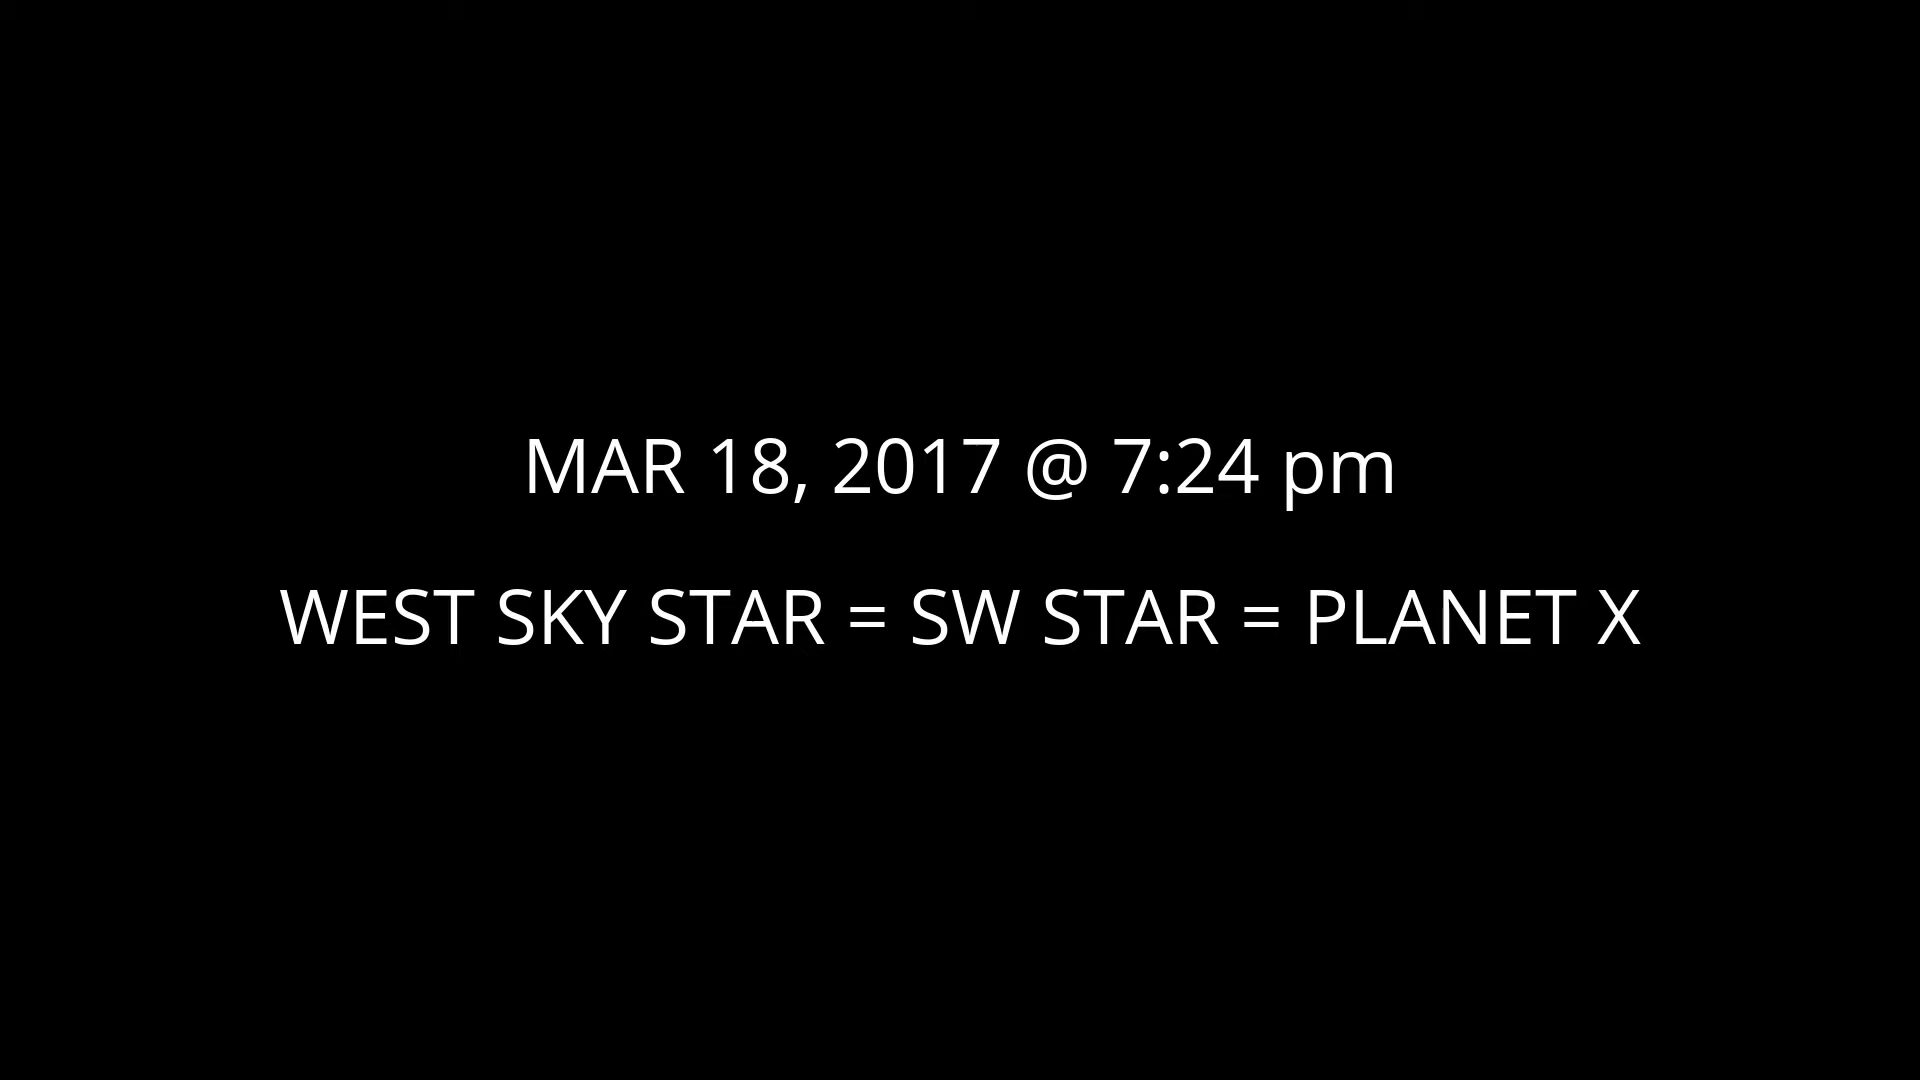 MAR 18, 2017 @ 7:24 pm
WEST SKY STAR = SW STAR = PLANET X